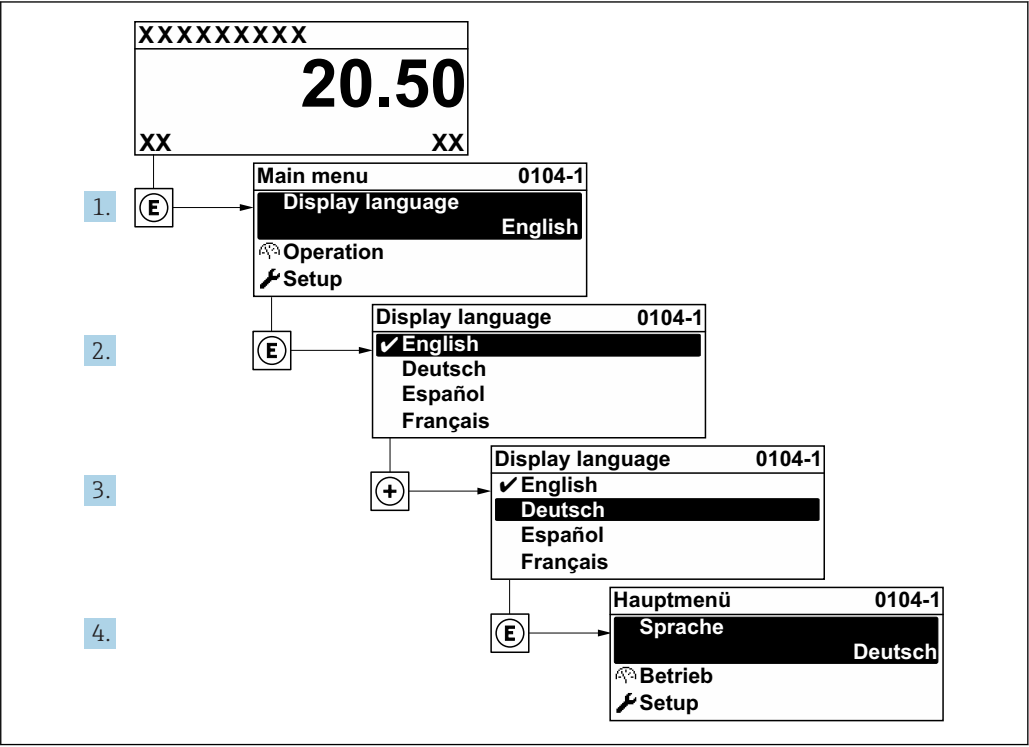 XXXXXXXXX
20.50
XX XX
1. E
Main menu 0104-1
Display language
English
Operation
Setup
2. E
Display language 0104-1
✔English
Deutsch
Español
Français
3. +
Display language 0104-1
✔English
Deutsch
Español
Français
4. E
Hauptmenü 0104-1
Sprache
Deutsch
Betrieb
Setup